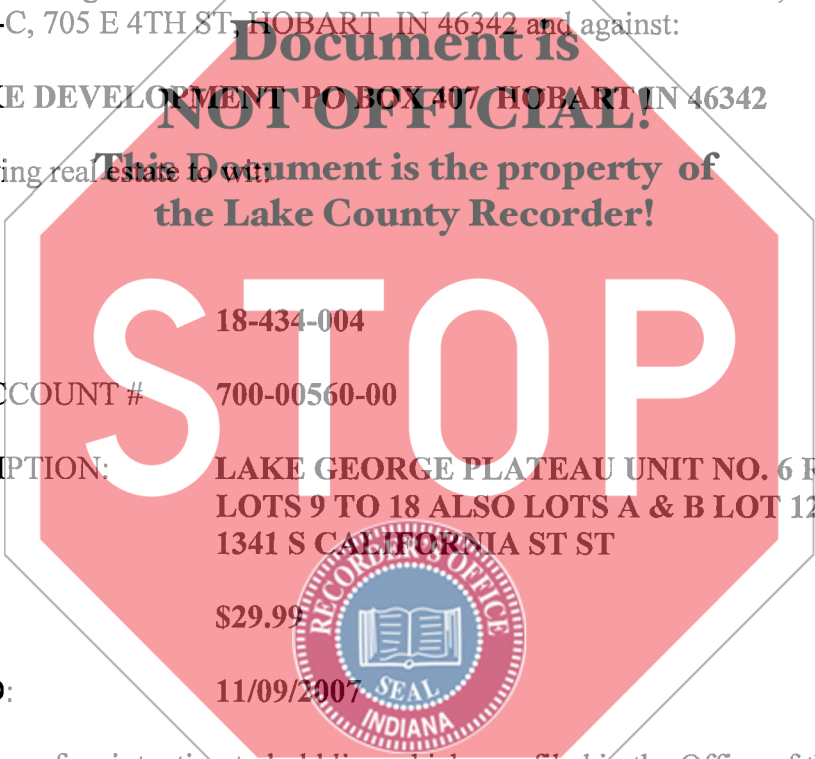 -C, 705 E 4TH ST, HOBART IN 46342 and against:
Document is
E DEVELOPMENT PO BOX 407 HOBART IN 46342
NOT OFFICIAL!
ing real estate to wit:
This Document is the property of
the Lake County Recorder!
STOP
18-434-004
CCOUNT # 700-00560-00
IPTION: LAKE GEORGE PLATEAU UNIT NO. 6 R
LOTS 9 TO 18 ALSO LOTS A & B LOT 12
1341 S CALIFORNIA ST ST
RECORDER'S OFFICE
$29.99
SEAL
INDIANA
: 11/09/2007